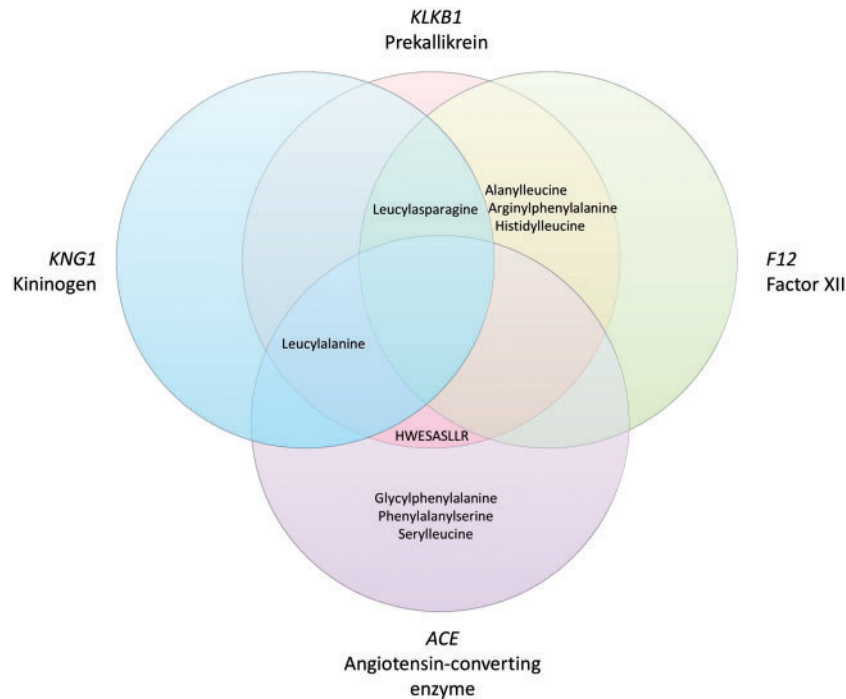 KLKB1
Prekallikrein
Leucylasparagine
Alanylleucine
Arginylphenylalanine
Histidylleucine
KNG1
Kininogen
F12
Factor XII
Leucylalanine
HWESASLLR
Glycylphenylalanine
Phenylalanylserine
Serylleucine
ACE
Angiotensin-converting
enzyme